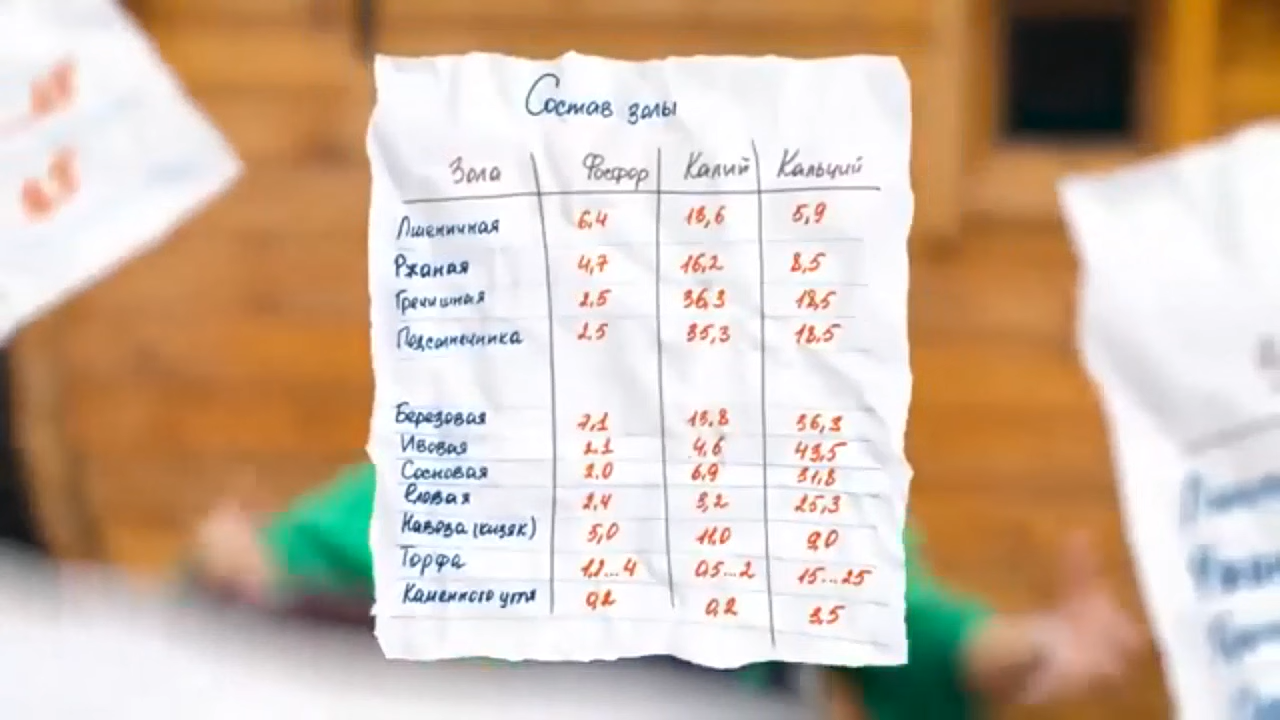 Состав золы
Зола Фосфор Калий Кальций
Пшеничная 6,4 13,6 5,9
Ржаная 4,7 16,2 8,5
Гречишная 2,5 36,3 18,5
Подсолнечника 2,5 35,3 18,5
Березовая 7,1 13,8 36,3
Ивовая 2,1 4,6 43,5
Сосновая 2,0 6,9 31,8
Еловая 2,4 3,2 25,3
Навоза (кизяк) 5,0 11,0 9,0
Торфа 1,2...4 0,5...2 15...25
Каменного угля 0,2 0,2 3,5